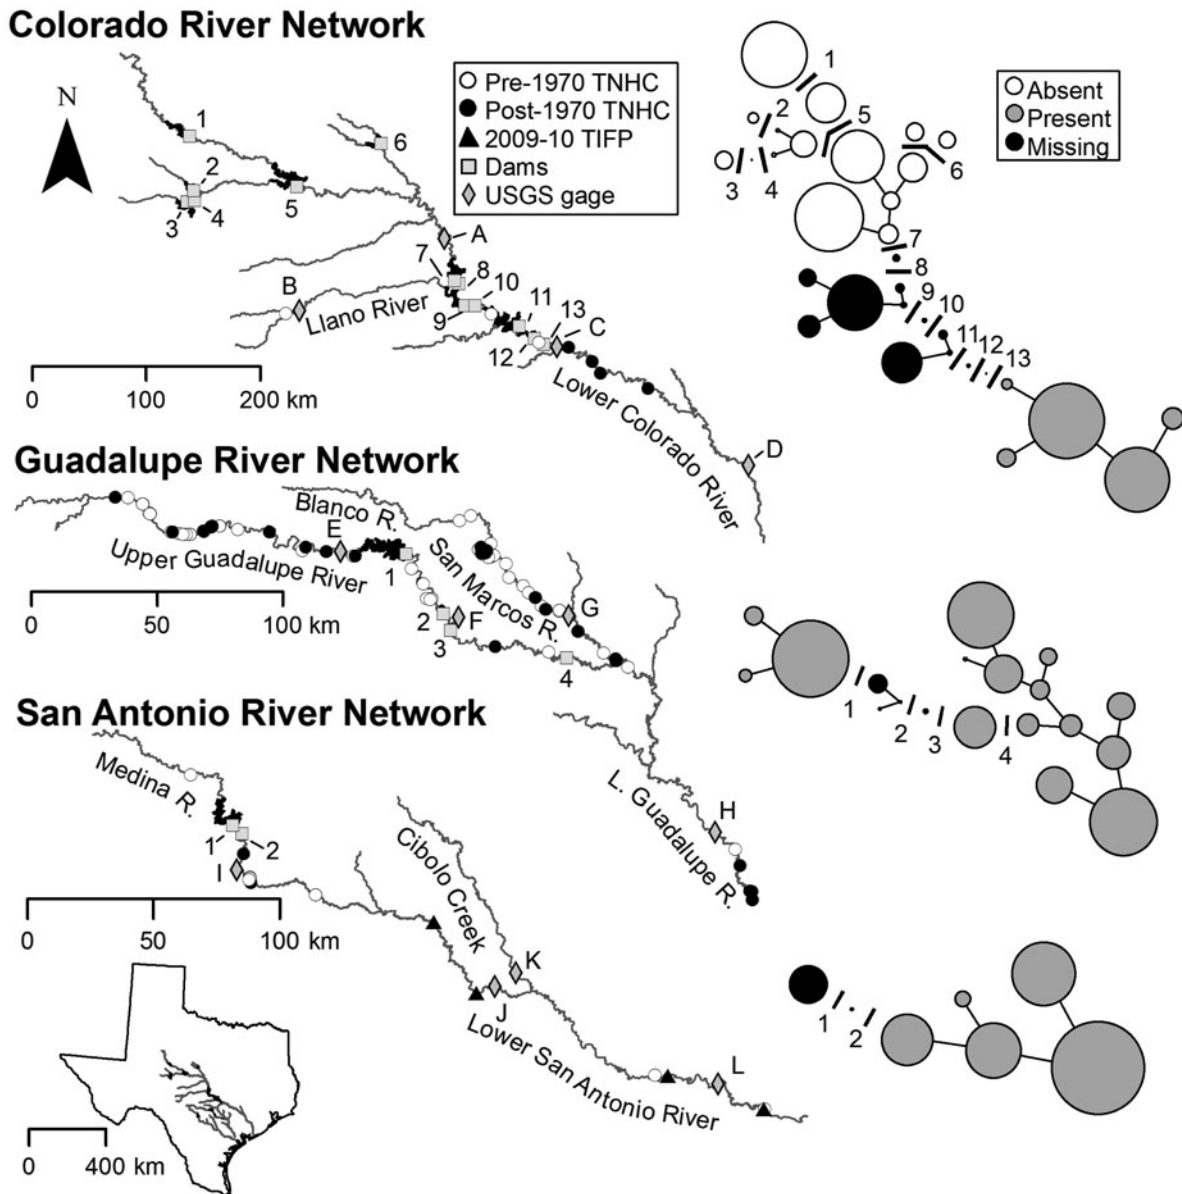 Colorado River Network
N
Pre-1970 TNHC
Post-1970 TNHC
2009-10 TIFP
Dams
USGS gage
Absent
Present
Missing
1
2
3
4
5
6
A
7
8
9
10
11
12
13
B
C
D
Llano River
Lower Colorado River
0 100 200 km
1
2
3
4
5
6
7
8
9
10
11
12
13
Guadalupe River Network
Blanco R.
Upper Guadalupe River
San Marcos R.
E
1
2
F
3
G
4
0 50 100 km
L. Guadalupe R.
H
1
2
3
4
San Antonio River Network
Medina R.
1
2
I
Cibolo Creek
K
J
Lower San Antonio River
L
0 50 100 km
1
2
0 400 km